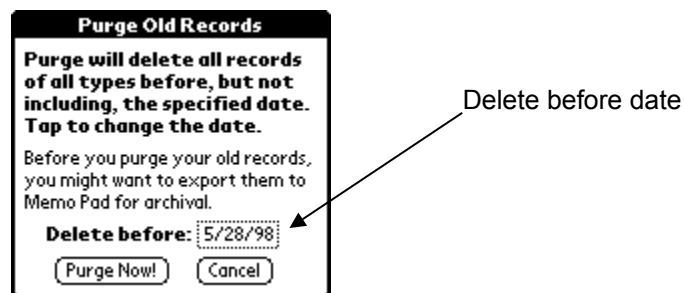 Purge Old Records
Purge will delete all records
of all types before, but not
including, the specified date.
Tap to change the date.
Before you purge your old records,
you might want to export them to
Memo Pad for archival.
Delete before: 5/28/98
Purge Now! Cancel
Delete before date